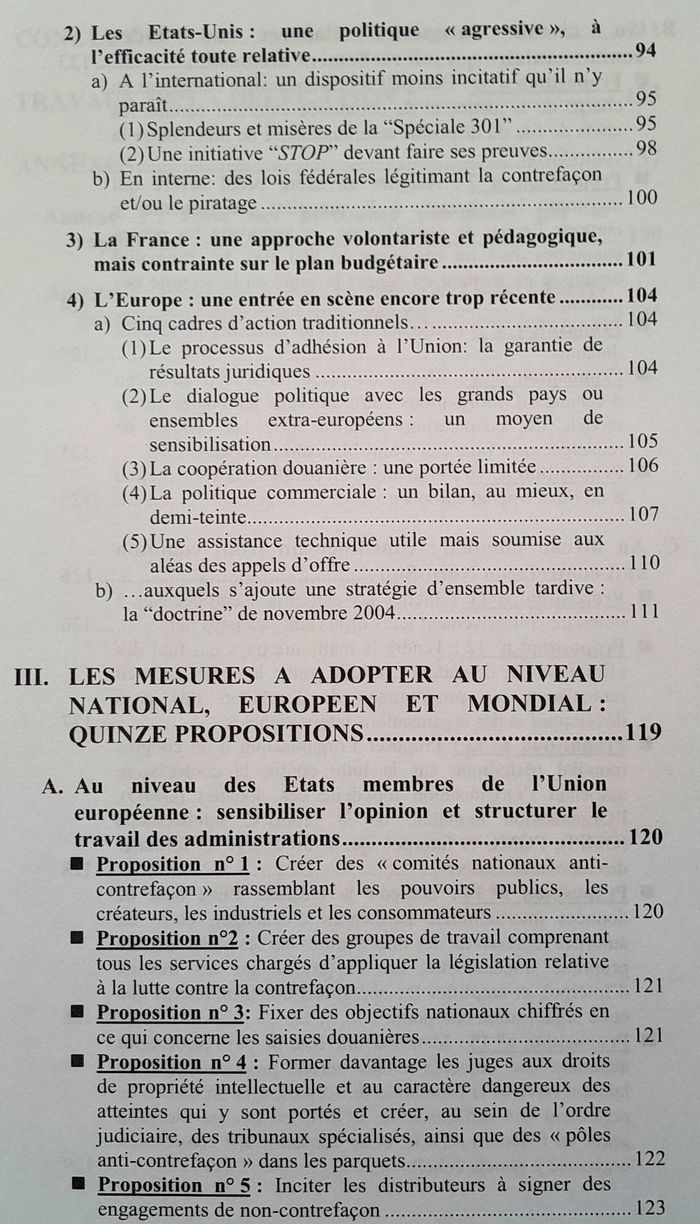 2) Les Etats-Unis : une politique « agressive », à
l'efficacité toute relative.....................................................94
a) A l'international: un dispositif moins incitatif qu'il n'y
paraît.............................................................................95
(1) Splendeurs et misères de la “Spéciale 301” ....................95
(2) Une initiative “STOP” devant faire ses preuves...............98
b) En interne: des lois fédérales légitimant la contrefaçon
et/ou le piratage ............................................................. 100
3) La France : une approche volontariste et pédagogique,
mais contrainte sur le plan budgétaire ............................... 101
4) L'Europe : une entrée en scène encore trop récente ............ 104
a) Cinq cadres d'action traditionnels… ................................ 104
(1)Le processus d'adhésion à l'Union: la garantie de
résultats juridiques .................................................... 104
(2)Le dialogue politique avec les grands pays ou
ensembles extra-européens : un moyen de
sensibilisation........................................................... 105
(3)La coopération douanière : une portée limitée ............... 106
(4)La politique commerciale : un bilan, au mieux, en
demi-teinte............................................................... 107
(5)Une assistance technique utile mais soumise aux
aléas des appels d'offre .............................................. 110
b) …auxquels s'ajoute une stratégie d'ensemble tardive :
la “doctrine” de novembre 2004....................................... 111
III. LES MESURES A ADOPTER AU NIVEAU
NATIONAL, EUROPEEN ET MONDIAL :
QUINZE PROPOSITIONS.....................................119
A. Au niveau des Etats membres de l'Union
européenne : sensibiliser l'opinion et structurer le
travail des administrations.............................................. 120
■ Proposition n° 1 : Créer des « comités nationaux anti-
contrefaçon » rassemblant les pouvoirs publics, les
créateurs, les industriels et les consommateurs ....................... 120
■ Proposition n°2 : Créer des groupes de travail comprenant
tous les services chargés d'appliquer la législation relative
à la lutte contre la contrefaçon............................................... 121
■ Proposition n° 3: Fixer des objectifs nationaux chiffrés en
ce qui concerne les saisies douanières.................................... 121
■ Proposition n° 4 : Former davantage les juges aux droits
de propriété intellectuelle et au caractère dangereux des
atteintes qui y sont portés et créer, au sein de l'ordre
judiciaire, des tribunaux spécialisés, ainsi que des « pôles
anti-contrefaçon » dans les parquets....................................... 122
■ Proposition n° 5 : Inciter les distributeurs à signer des
engagements de non-contrefaçon .......................................... 123